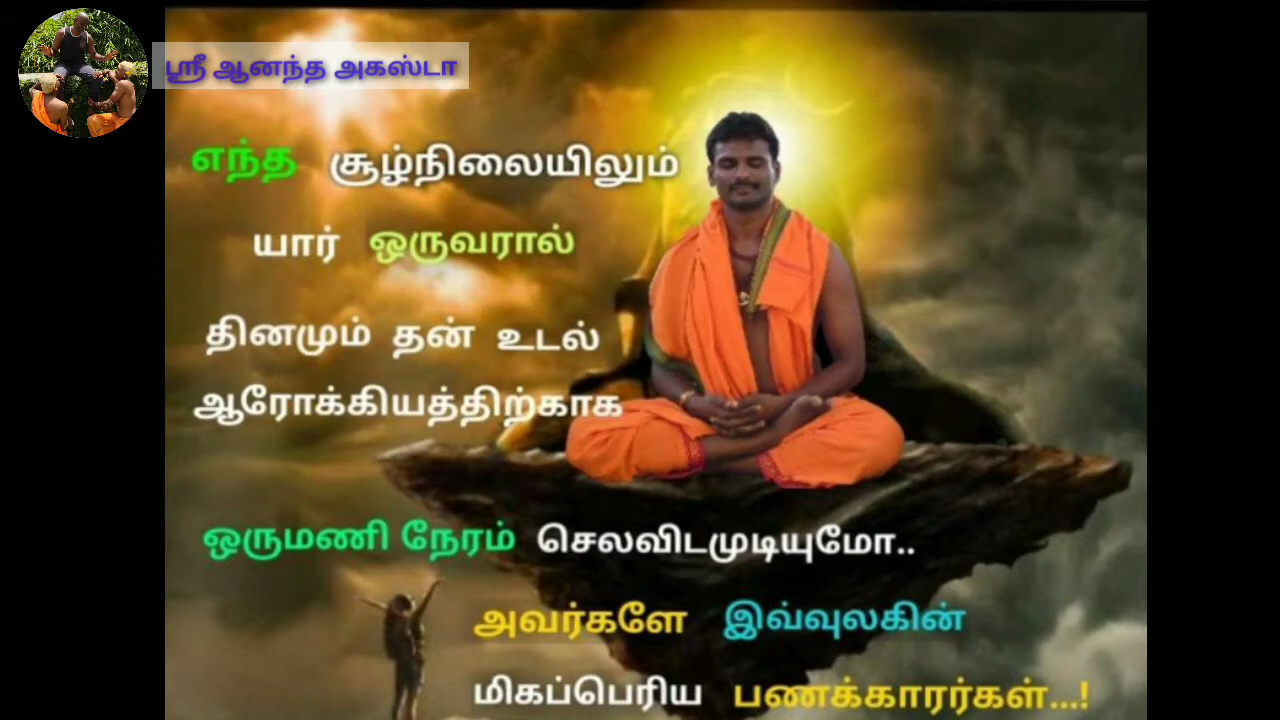 ஸ்ரீ ஆனந்த அகஸ்டா
எந்த சூழ்நிலையிலும்
யார் ஒருவரால்
தினமும் தன் உடல்
ஆரோக்கியத்திற்காக
ஒருமணி நேரம் செலவிடமுடியுமோ..
அவர்களே இவ்வுலகின்
மிகப்பெரிய பணக்காரர்கள்...!